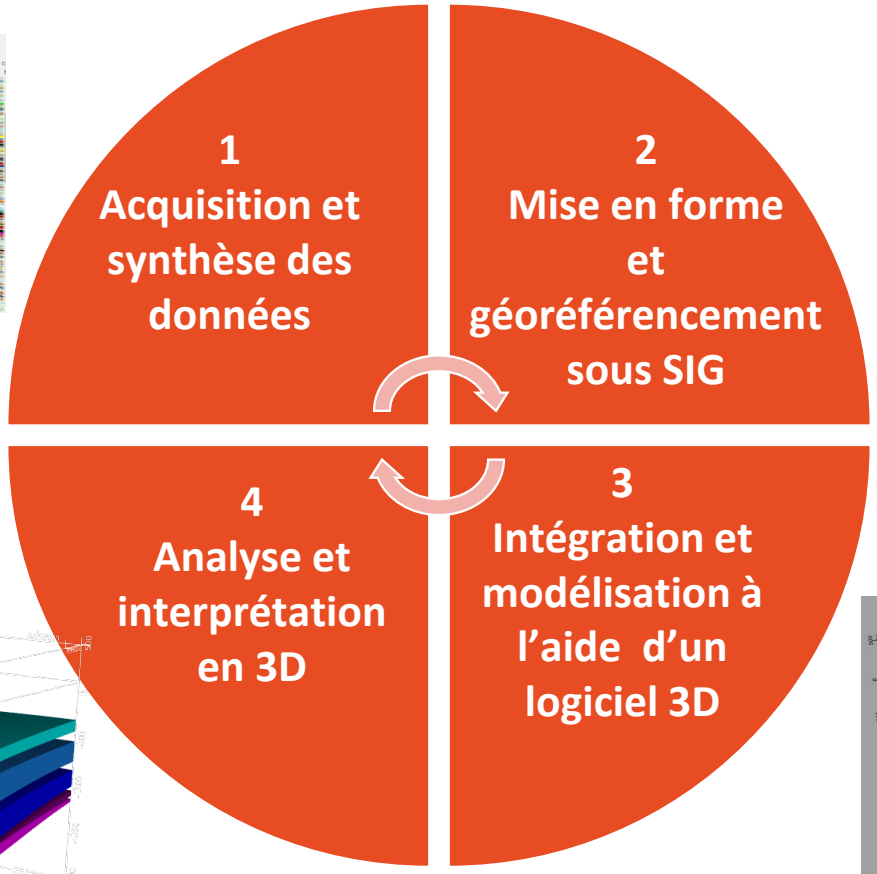 1
Acquisition et
synthèse des
données
2
Mise en forme
et
géoréférencement
sous SIG
3
Intégration et
modélisation à
l’aide d’un
logiciel 3D
4
Analyse et
interprétation
en 3D